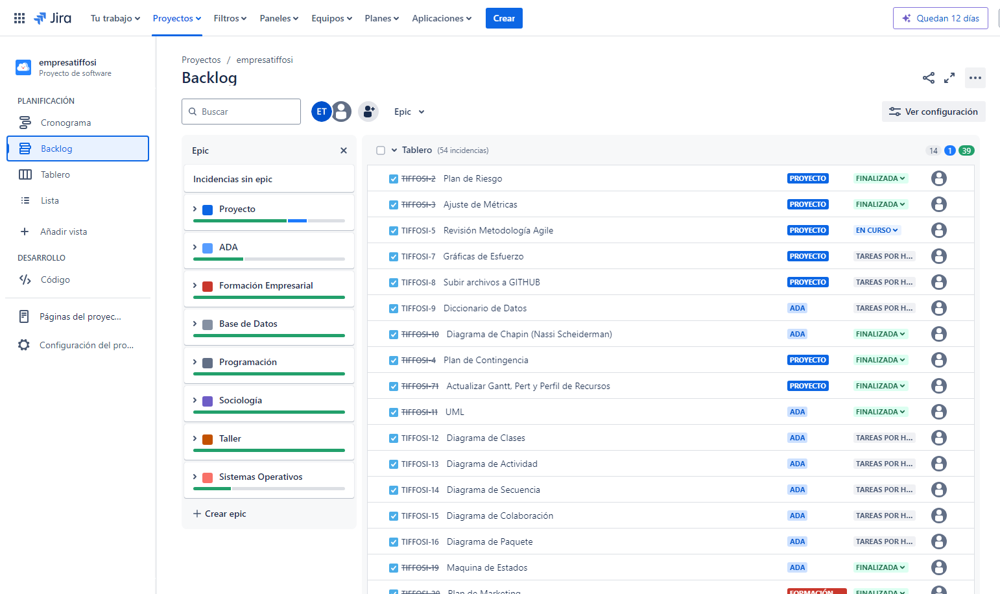 Jira Tu trabajo Proyectos Filtros Paneles Equipos Planes Aplicaciones Crear Quedan 12 días
empresatiffosi
Proyecto de software
PLANIFICACIÓN
Cronograma
Backlog
Tablero
Lista
Añadir vista
DESARROLLO
Código
Páginas del proyec...
Configuración del pro...
Proyectos / empresatiffosi
Backlog
Buscar ET Epic Ver configuración
Epic
Incidencias sin epic
Proyecto
ADA
Formación Empresarial
Base de Datos
Programación
Sociología
Taller
Sistemas Operativos
+ Crear epic
Tablero (54 incidencias) 14 1 39
TIFFOSI-2 Plan de Riesgo PROYECTO FINALIZADA
TIFFOSI-3 Ajuste de Métricas PROYECTO FINALIZADA
TIFFOSI-5 Revisión Metodología Agile PROYECTO EN CURSO
TIFFOSI-7 Gráficas de Esfuerzo PROYECTO TAREAS POR H...
TIFFOSI-8 Subir archivos a GITHUB PROYECTO TAREAS POR H...
TIFFOSI-9 Diccionario de Datos ADA TAREAS POR H...
TIFFOSI-10 Diagrama de Chapin (Nassi Scheiderman) ADA FINALIZADA
TIFFOSI-4 Plan de Contingencia PROYECTO FINALIZADA
TIFFOSI-71 Actualizar Gantt, Pert y Perfil de Recursos PROYECTO FINALIZADA
TIFFOSI-11 UML ADA FINALIZADA
TIFFOSI-12 Diagrama de Clases ADA TAREAS POR H...
TIFFOSI-13 Diagrama de Actividad ADA TAREAS POR H...
TIFFOSI-14 Diagrama de Secuencia ADA TAREAS POR H...
TIFFOSI-15 Diagrama de Colaboración ADA TAREAS POR H...
TIFFOSI-16 Diagrama de Paquete ADA TAREAS POR H...
TIFFOSI-19 Maquina de Estados ADA FINALIZADA
TIFFOSI-20 Plan de Marketing FORMACIÓN FINALIZADA